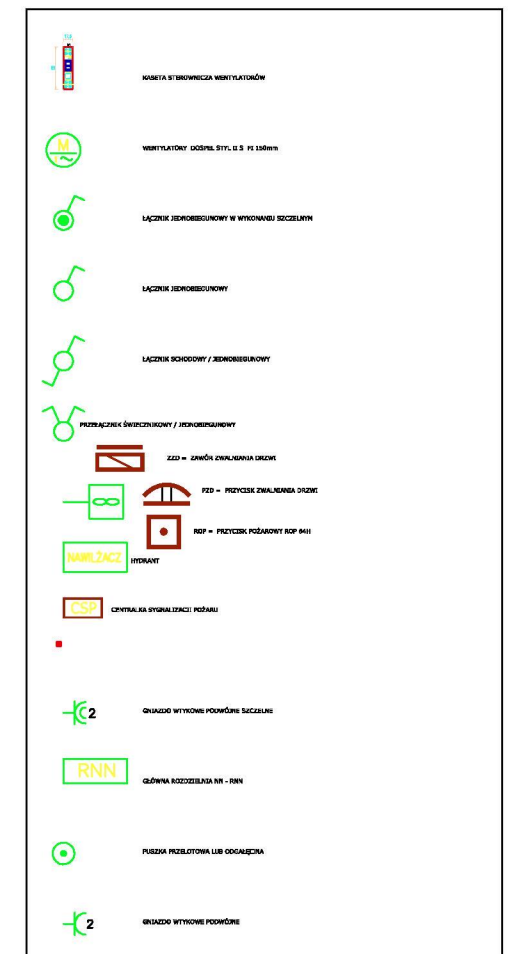 KASETA STEROWNICZA WENTYLATORÓW
M
1~
WENTYLATORY DOSPEL STYL II S FI 150mm
ŁĄCZNIK JEDNOBIEGUNOWY W WYKONANIU SZCZELNYM
ŁĄCZNIK JEDNOBIEGUNOWY
ŁĄCZNIK SCHODOWY / JEDNOBIEGUNOWY
PRZEŁĄCZNIK ŚWIECZNIKOWY / JEDNOBIEGUNOWY
ZZD = ZAWÓR ZWALNIANIA DRZWI
PZD = PRZYCISK ZWALNIANIA DRZWI
ROP = PRZYCISK POŻAROWY ROP 64H
NAWILŻACZ HYDRANT
CSP CENTRALKA SYGNALIZACJI POŻARU
2 GNIAZDO WTYKOWE PODWÓJNE SZCZELNE
RNN
GŁÓWNA ROZDZIELNIA NN - RNN
PUSZKA PRZELOTOWA LUB ODGAŁĘŹNA
2 GNIAZDO WTYKOWE PODWÓJNE